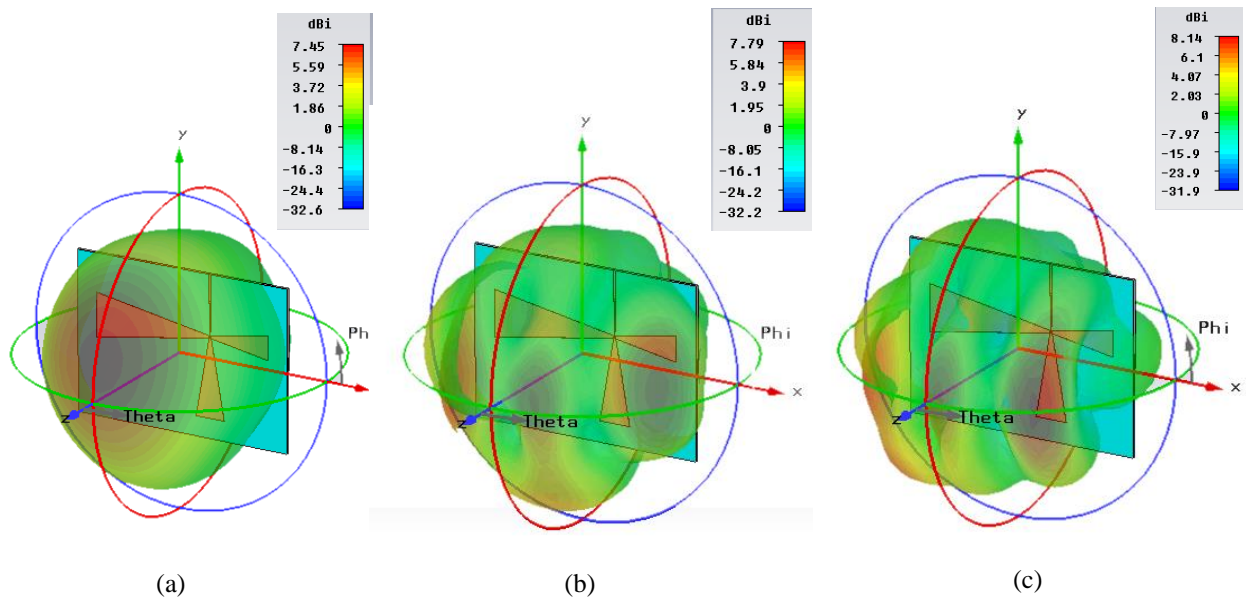 dBi
7.45
5.59
3.72
1.86
0
-8.14
-16.3
-24.4
-32.6
y
Ph
z
Theta
(a)
dBi
7.79
5.84
3.9
1.95
0
-8.05
-16.1
-24.2
-32.2
y
Phi
x
z
Theta
(b)
dBi
8.14
6.1
4.07
2.03
0
-7.97
-15.9
-23.9
-31.9
y
Phi
x
z
Theta
(c)